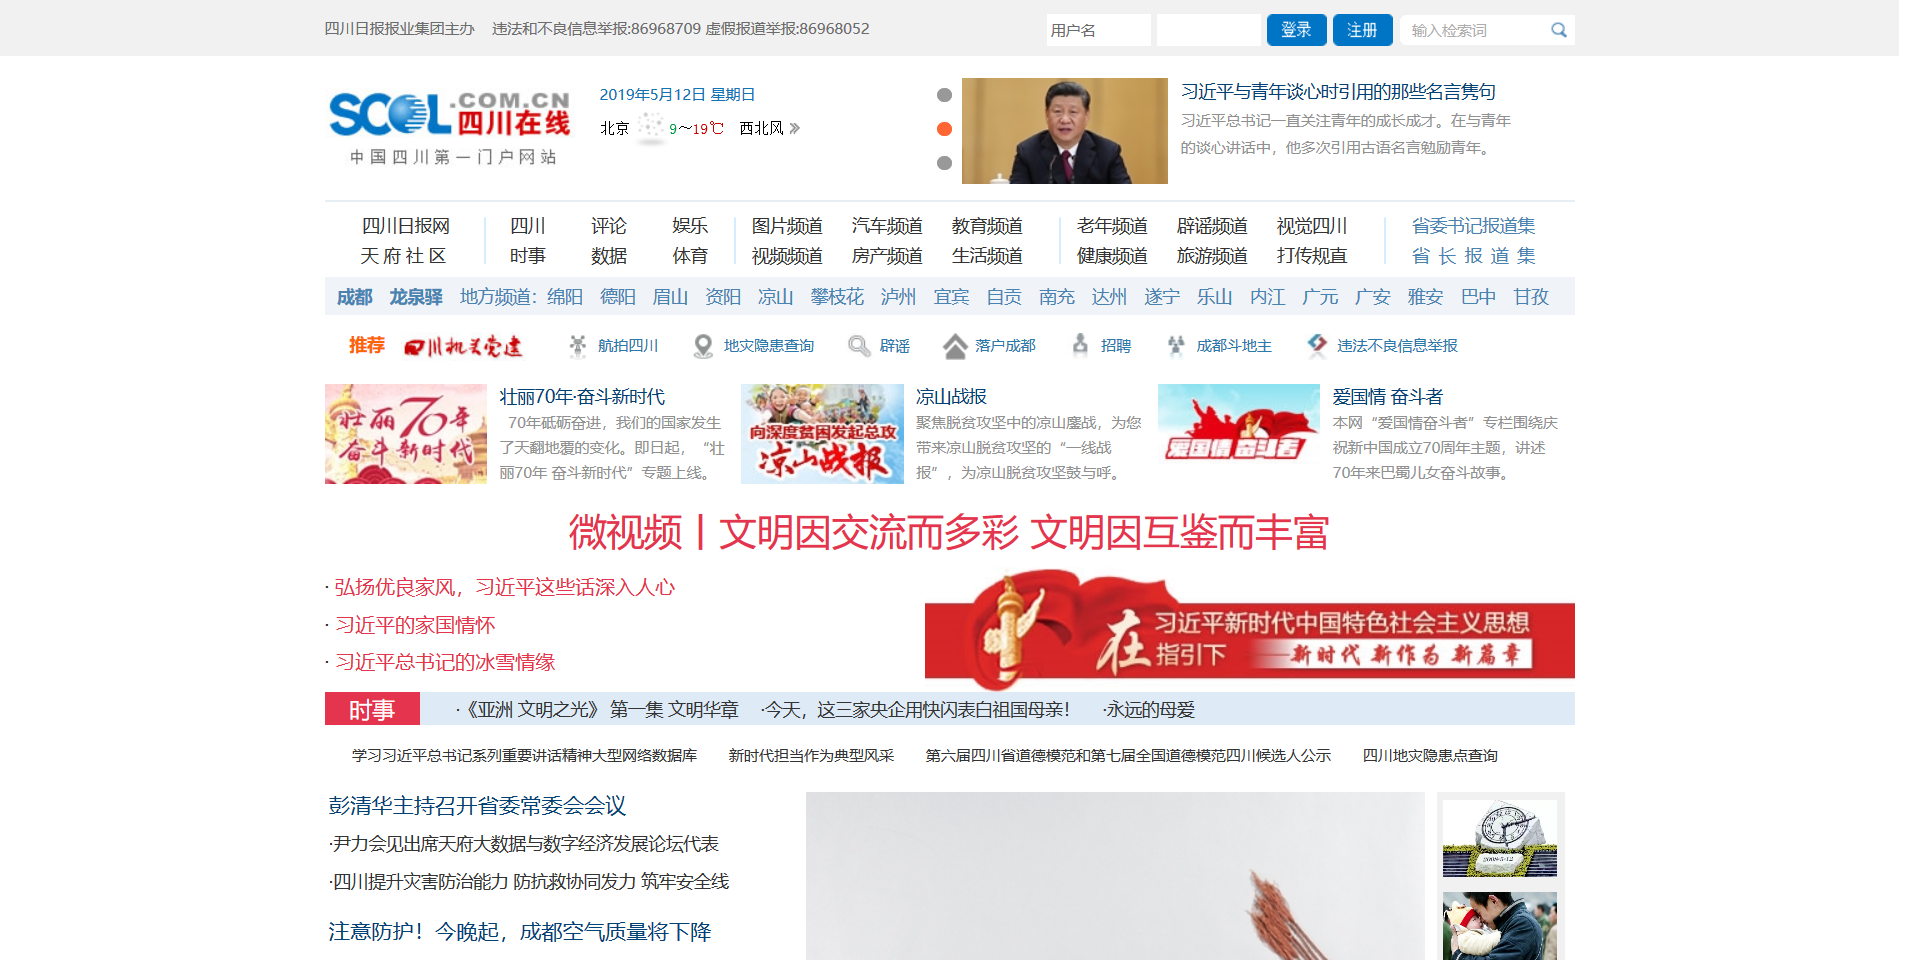 四川日报报业集团主办 违法和不良信息举报:86968709 虚假报道举报:86968052
用户名 登录 注册 输入检索词
SCOL.COM.CN
四川在线
中国四川第一门户网站
2019年5月12日 星期日
北京 9～19℃ 西北风
习近平与青年谈心时引用的那些名言隽句
习近平总书记一直关注青年的成长成才。在与青年
的谈心讲话中，他多次引用古语名言勉励青年。
四川日报网 四川 评论 娱乐 图片频道 汽车频道 教育频道 老年频道 辟谣频道 视觉四川 省委书记报道集
天府社区 时事 数据 体育 视频频道 房产频道 生活频道 健康频道 旅游频道 打传规直 省长报道集
成都 龙泉驿 地方频道：绵阳 德阳 眉山 资阳 凉山 攀枝花 泸州 宜宾 自贡 南充 达州 遂宁 乐山 内江 广元 广安 雅安 巴中 甘孜
推荐 四川机关党建 航拍四川 地灾隐患查询 辟谣 落户成都 招聘 成都斗地主 违法不良信息举报
壮丽70年
奋斗新时代
壮丽70年·奋斗新时代
70年砥砺奋进，我们的国家发生
了天翻地覆的变化。即日起，“壮
丽70年 奋斗新时代”专题上线。
向深度贫困发起总攻
凉山战报
凉山战报
聚焦脱贫攻坚中的凉山鏖战，为您
带来凉山脱贫攻坚的“一线战
报”，为凉山脱贫攻坚鼓与呼。
爱国情 奋斗者
爱国情 奋斗者
本网“爱国情奋斗者”专栏围绕庆
祝新中国成立70周年主题，讲述
70年来巴蜀儿女奋斗故事。
微视频丨文明因交流而多彩 文明因互鉴而丰富
· 弘扬优良家风，习近平这些话深入人心
· 习近平的家国情怀
· 习近平总书记的冰雪情缘
在 习近平新时代中国特色社会主义思想
指引下 —新时代 新作为 新篇章
时事 ·《亚洲 文明之光》 第一集 文明华章 ·今天，这三家央企用快闪表白祖国母亲！ ·永远的母爱
学习习近平总书记系列重要讲话精神大型网络数据库 新时代担当作为典型风采 第六届四川省道德模范和第七届全国道德模范四川候选人公示 四川地灾隐患点查询
彭清华主持召开省委常委会会议
·尹力会见出席天府大数据与数字经济发展论坛代表
·四川提升灾害防治能力 防抗救协同发力 筑牢安全线
注意防护！今晚起，成都空气质量将下降
2008·5·12